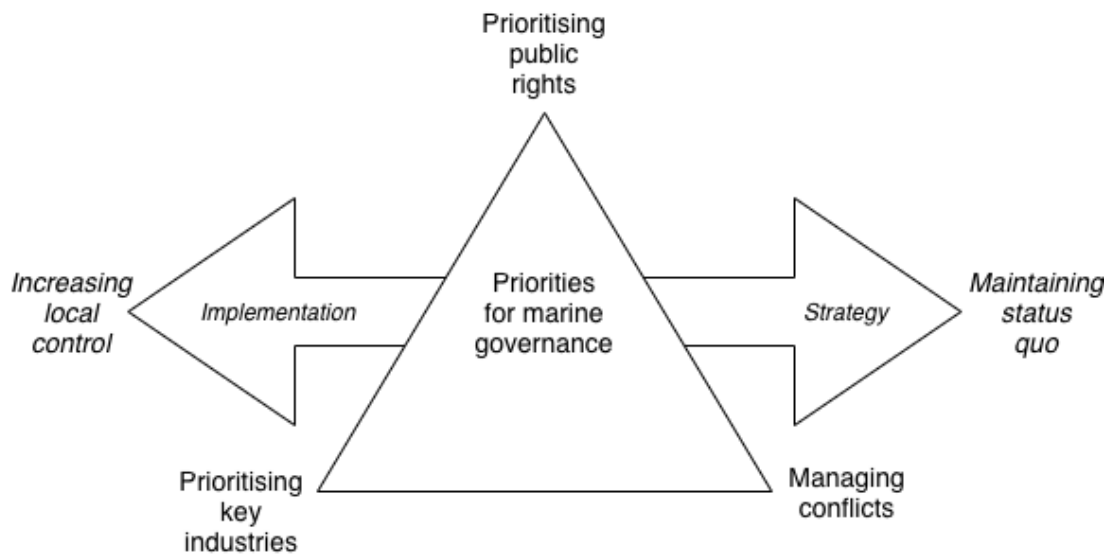 Prioritising
public
rights
Increasing
local
control
Implementation
Priorities
for marine
governance
Strategy
Maintaining
status
quo
Prioritising
key
industries
Managing
conflicts